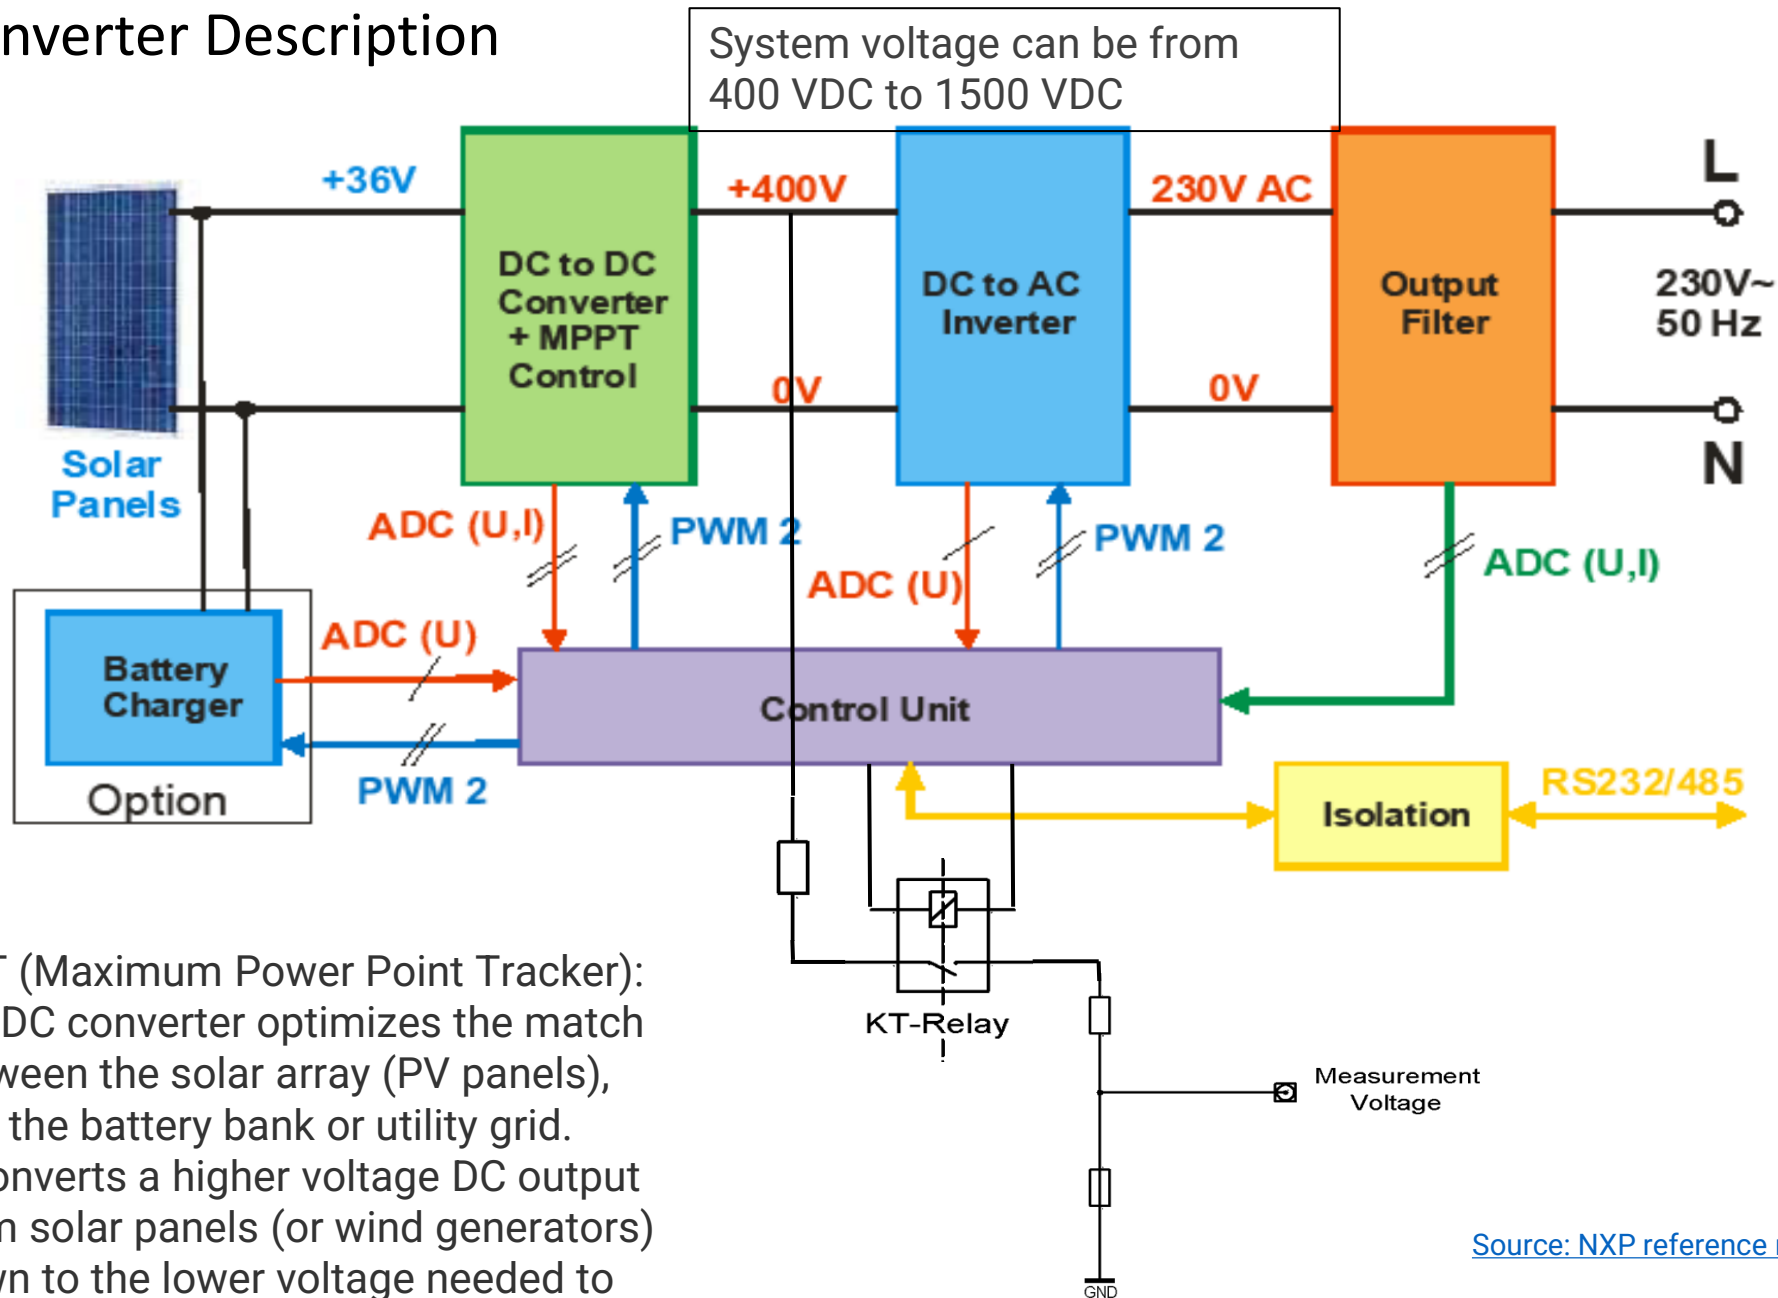 nverter Description
System voltage can be from
400 VDC to 1500 VDC
+36V
+400V
230V AC
L
DC to DC
Converter
+ MPPT
Control
DC to AC
Inverter
Output
Filter
230V~
50 Hz
0V
0V
N
Solar
Panels
ADC (U,I)
PWM 2
ADC (U)
PWM 2
ADC (U,I)
ADC (U)
Battery
Charger
Option
PWM 2
Control Unit
Isolation
RS232/485
KT-Relay
Measurement
Voltage
GND
T (Maximum Power Point Tracker):
DC converter optimizes the match
ween the solar array (PV panels),
the battery bank or utility grid.
onverts a higher voltage DC output
m solar panels (or wind generators)
wn to the lower voltage needed to
Source: NXP reference